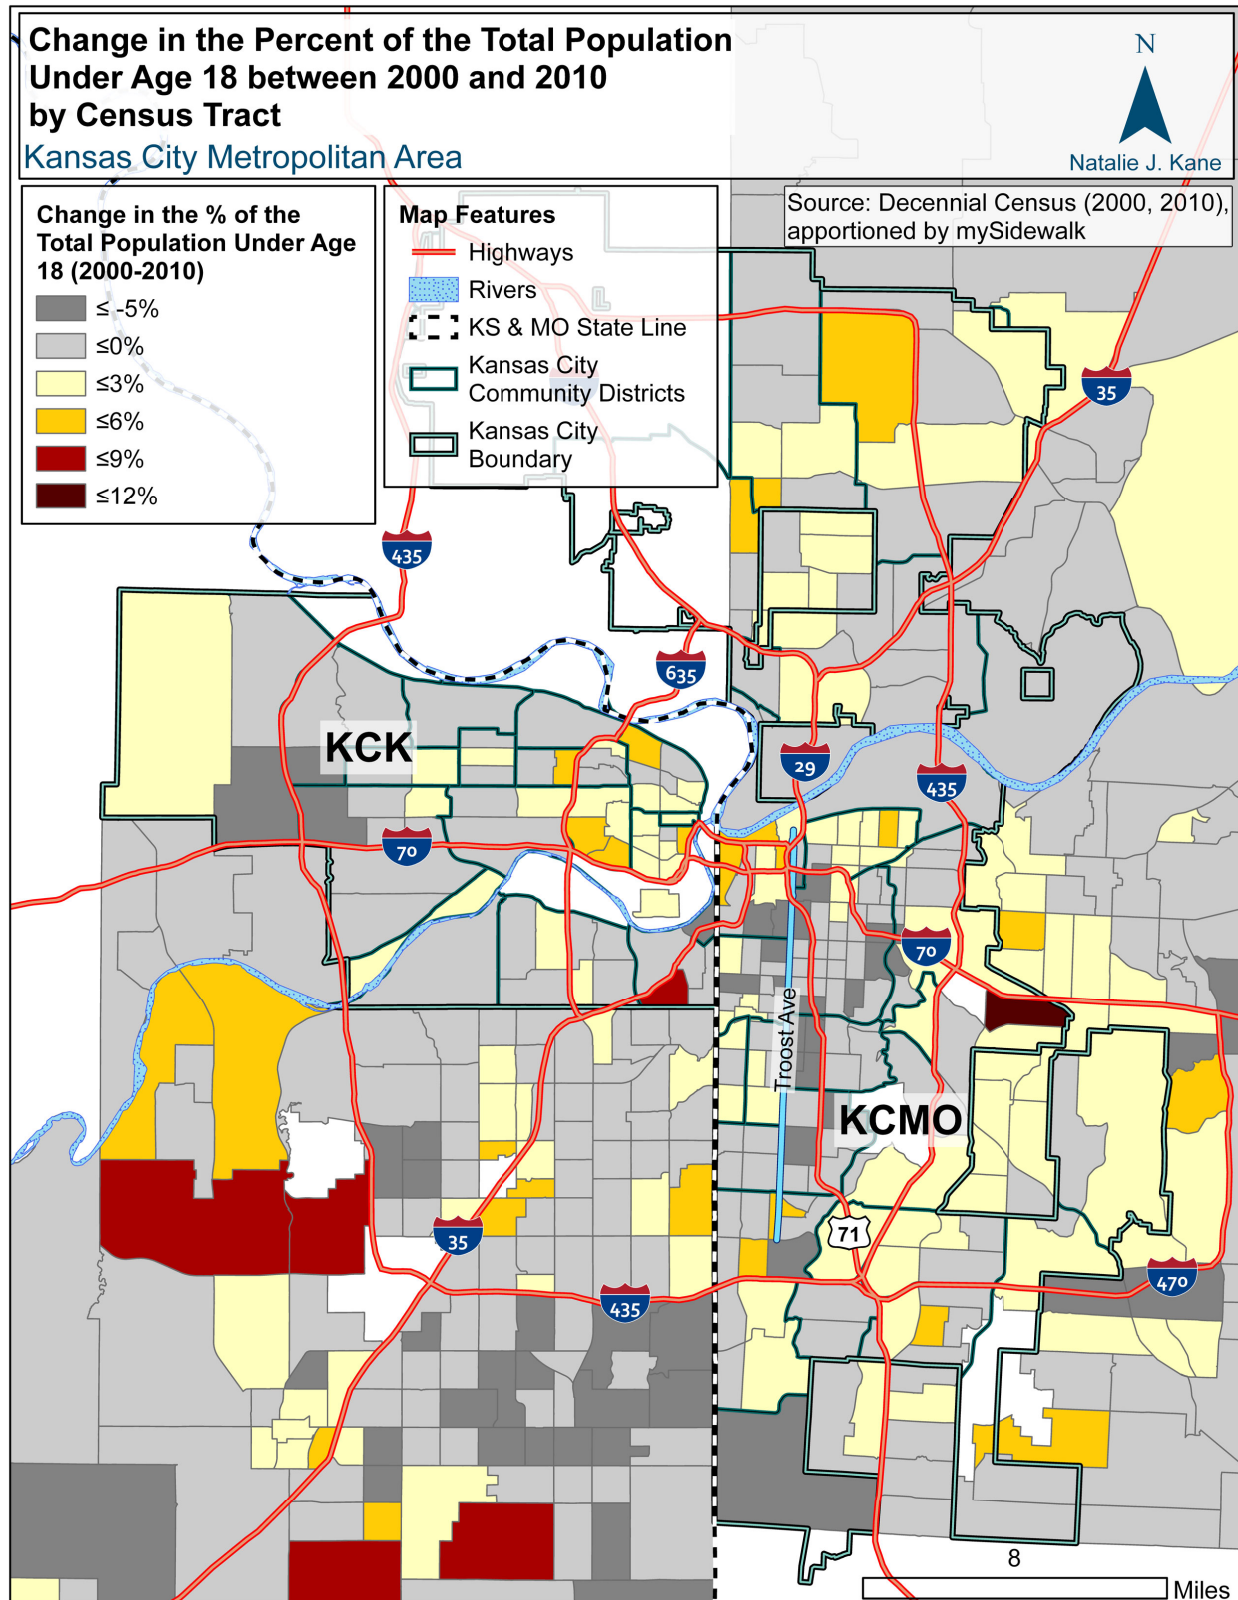 Change in the Percent of the Total Population
Under Age 18 between 2000 and 2010
by Census Tract
Kansas City Metropolitan Area
N
Natalie J. Kane
Source: Decennial Census (2000, 2010),
apportioned by mySidewalk
Change in the % of the
Total Population Under Age
18 (2000-2010)
≤ -5%
≤0%
≤3%
≤6%
≤9%
≤12%
Map Features
Highways
Rivers
KS & MO State Line
Kansas City
Community Districts
Kansas City
Boundary
35
435
635
KCK
29
435
70
70
Troost Ave
KCMO
71
35
470
435
8
Miles